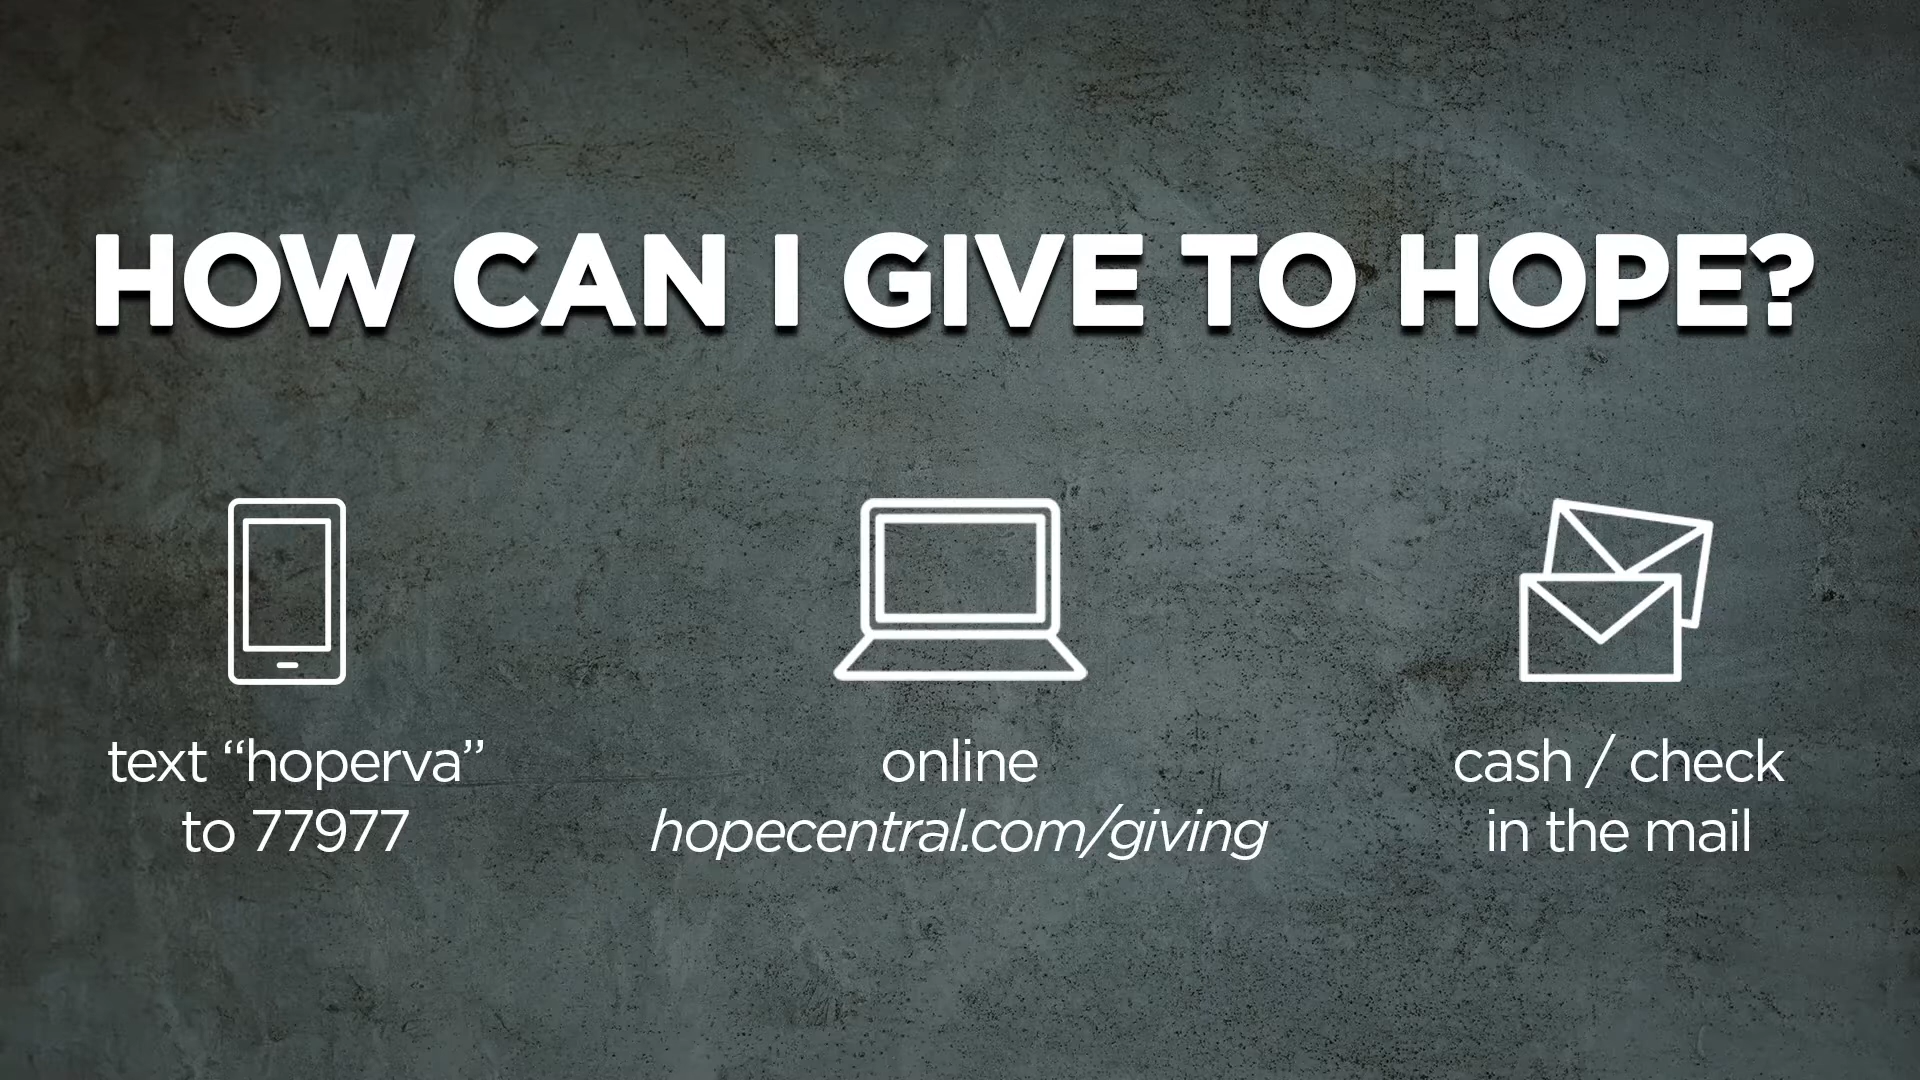 HOW CAN I GIVE TO HOPE?
text “hoperva”
to 77977
online
hopecentral.com/giving
cash / check
in the mail